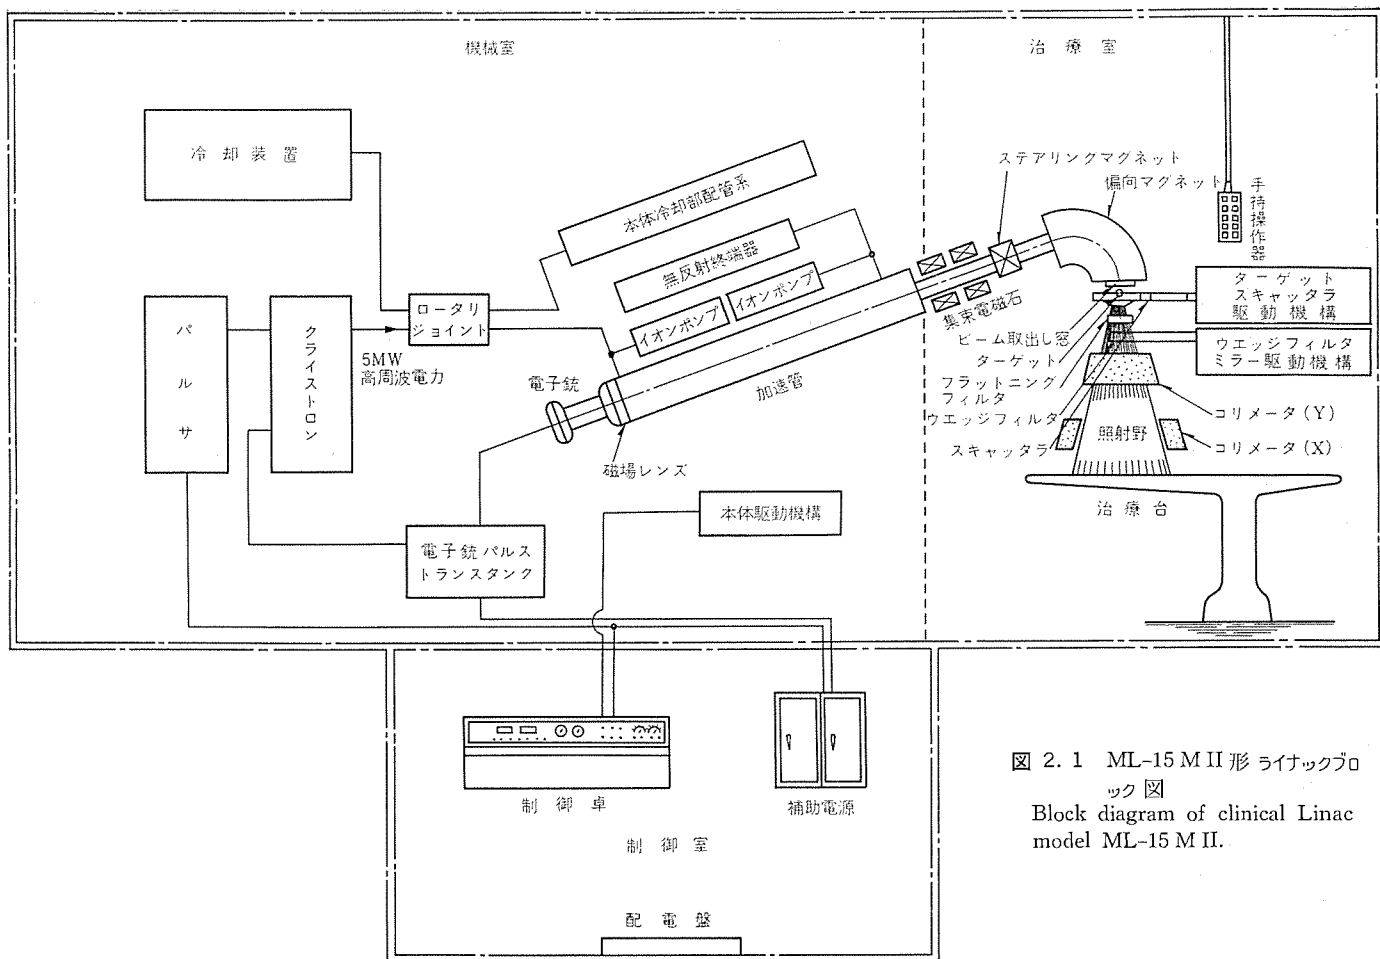 機械室
治療室
冷却装置
本体冷却部配管系
無反射終端器
イオンポンプ
イオンポンプ
ステアリングマグネット
偏向マグネット
手持操作器
ターゲット
スキャッタラ
駆動機構
ウエッジフィルタ
ミラー駆動機構
パルサ
クライストロン
5MW
高周波電力
ロータリ
ジョイント
電子銃
磁場レンズ
加速管
集束電磁石
ビーム取出し窓
ターゲット
フラットニング
フィルタ
ウエッジフィルタ
スキャッタラ
照射野
コリメータ(Y)
コリメータ(X)
治療台
本体駆動機構
電子銃パルス
トランスタンク
制御卓
補助電源
制御室
配電盤
図 2.1 ML-15 M II 形 ライナックブロ
ック図
Block diagram of clinical Linac
model ML-15 M II.